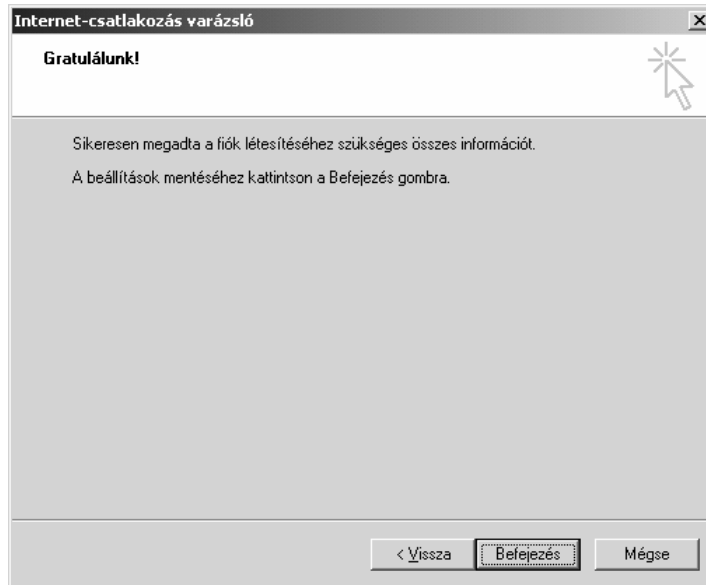 Internet-csatlakozás varázsló
Gratulálunk!
Sikeresen megadta a fiók létesítéséhez szükséges összes információt.
A beállítások mentéséhez kattintson a Befejezés gombra.
< Vissza Befejezés Mégse